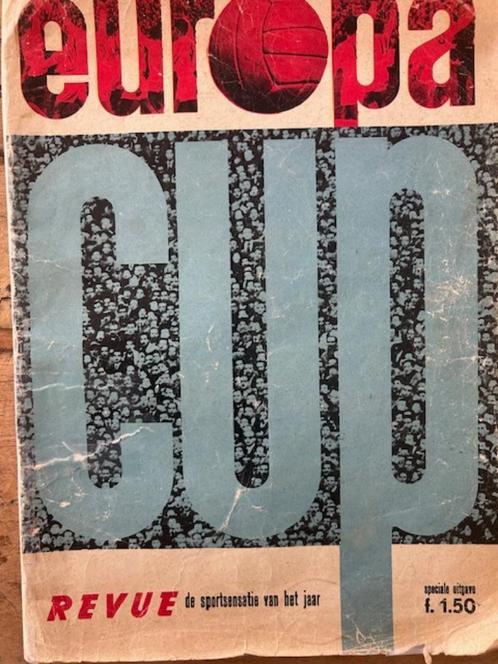 europa
cup
REVUE de sportsensatie van het jaar
speciale uitgave
f. 1.50